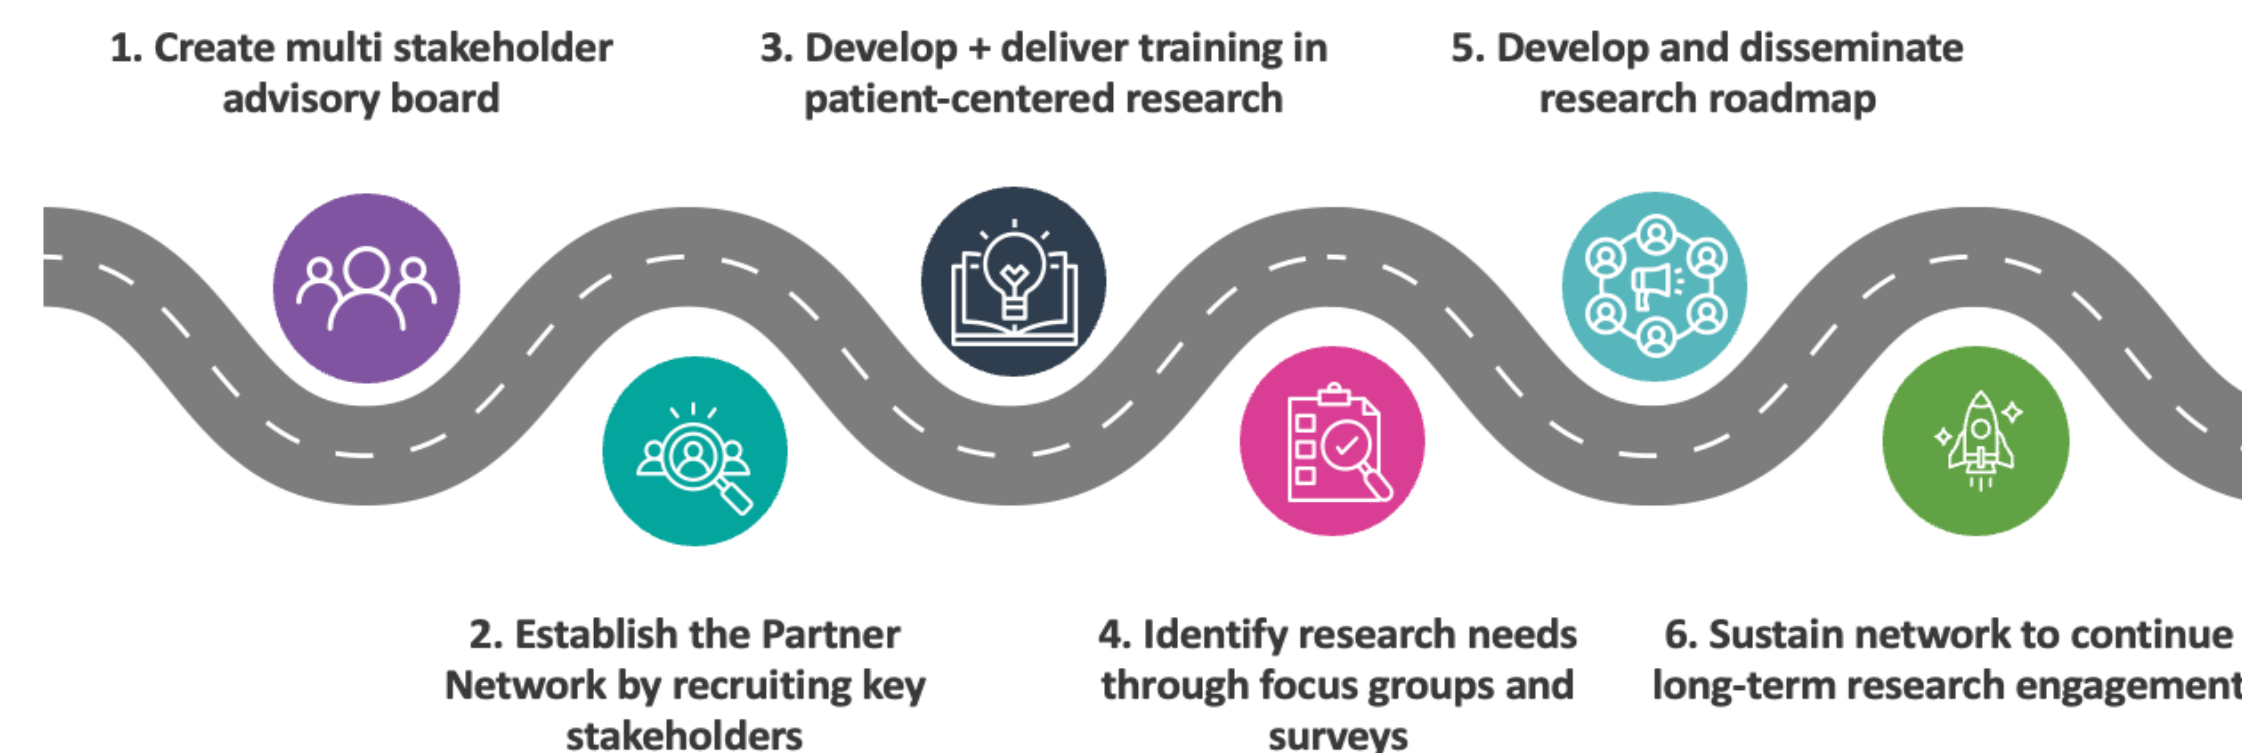 1. Create multi stakeholder
advisory board
2. Establish the Partner
Network by recruiting key
stakeholders
3. Develop + deliver training in
patient-centered research
4. Identify research needs
through focus groups and
surveys
5. Develop and disseminate
research roadmap
6. Sustain network to continue
long-term research engagement